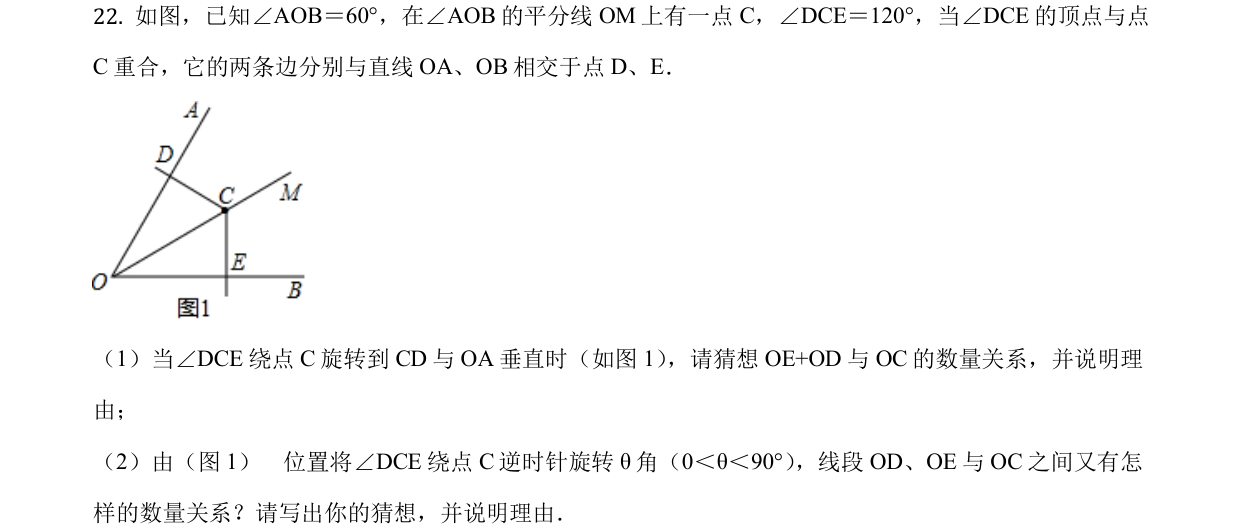 22. 如图，已知∠AOB＝60°，在∠AOB 的平分线 OM 上有一点 C，∠DCE＝120°，当∠DCE 的顶点与点
C 重合，它的两条边分别与直线 OA、OB 相交于点 D、E．
A
D
C
M
E
O
B
图1
（1）当∠DCE 绕点 C 旋转到 CD 与 OA 垂直时（如图 1），请猜想 OE+OD 与 OC 的数量关系，并说明理
由；
（2）由（图 1） 位置将∠DCE 绕点 C 逆时针旋转 θ 角（0＜θ＜90°），线段 OD、OE 与 OC 之间又有怎
样的数量关系？请写出你的猜想，并说明理由．